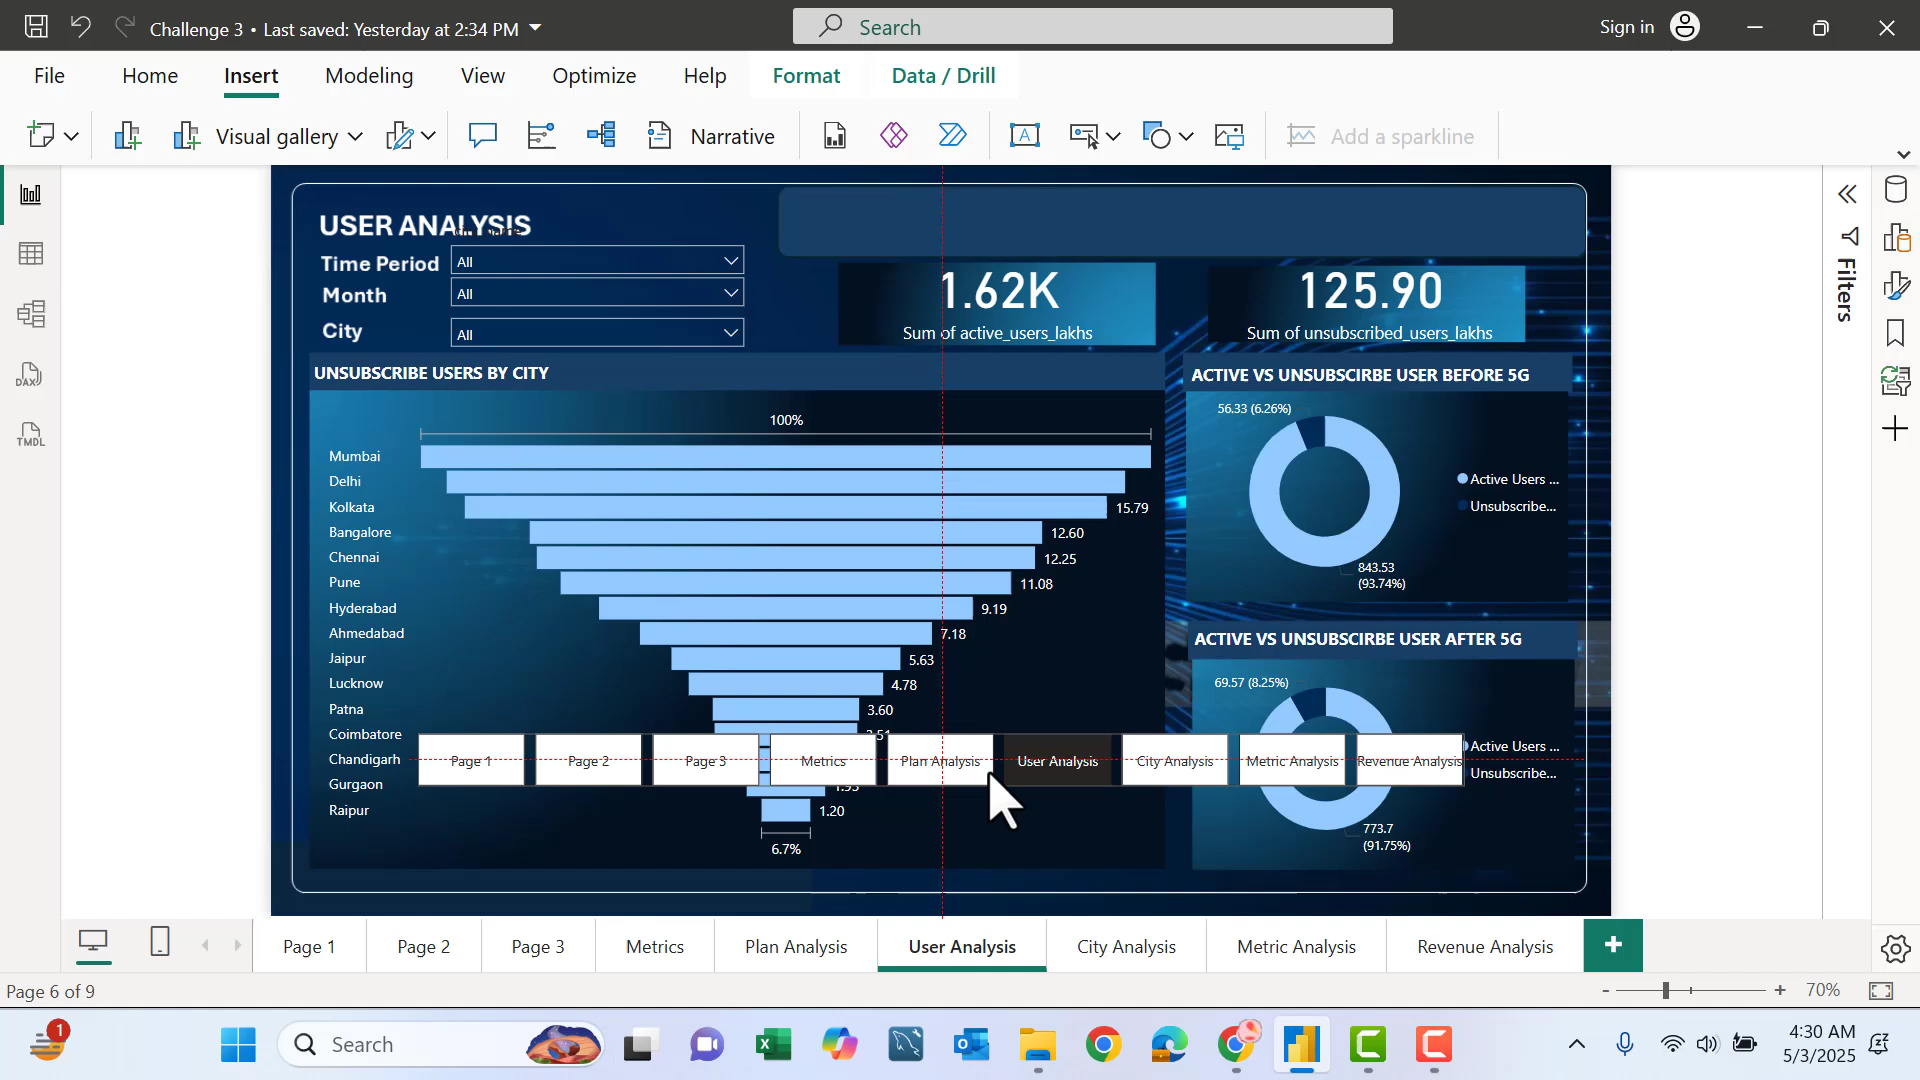 Challenge 3 • Last saved: Yesterday at 2:34 PM
Search
Sign in
File
Home
Insert
Modeling
View
Optimize
Help
Format
Data / Drill
Visual gallery
Narrative
Add a sparkline
USER ANALYSIS
Time Period
All
Month
All
City
All
1.62K
Sum of active_users_lakhs
125.90
Sum of unsubscribed_users_lakhs
UNSUBSCRIBE USERS BY CITY
100%
Mumbai
Delhi
Kolkata
15.79
Bangalore
12.60
Chennai
12.25
Pune
11.08
Hyderabad
9.19
Ahmedabad
7.18
Jaipur
5.63
Lucknow
4.78
Patna
3.60
Coimbatore
Chandigarh
Gurgaon
Raipur
1.20
6.7%
ACTIVE VS UNSUBSCIRBE USER BEFORE 5G
56.33 (6.26%)
Active Users ...
Unsubscribe...
843.53
(93.74%)
ACTIVE VS UNSUBSCIRBE USER AFTER 5G
69.57 (8.25%)
Active Users ...
Unsubscribe...
773.7
(91.75%)
Page 1
Page 2
Page 3
Metrics
Plan Analysis
User Analysis
City Analysis
Metric Analysis
Revenue Analysis
Filters
DAX
TMDL
Page 1
Page 2
Page 3
Metrics
Plan Analysis
User Analysis
City Analysis
Metric Analysis
Revenue Analysis
Page 6 of 9
70%
1
Search
4:30 AM
5/3/2025